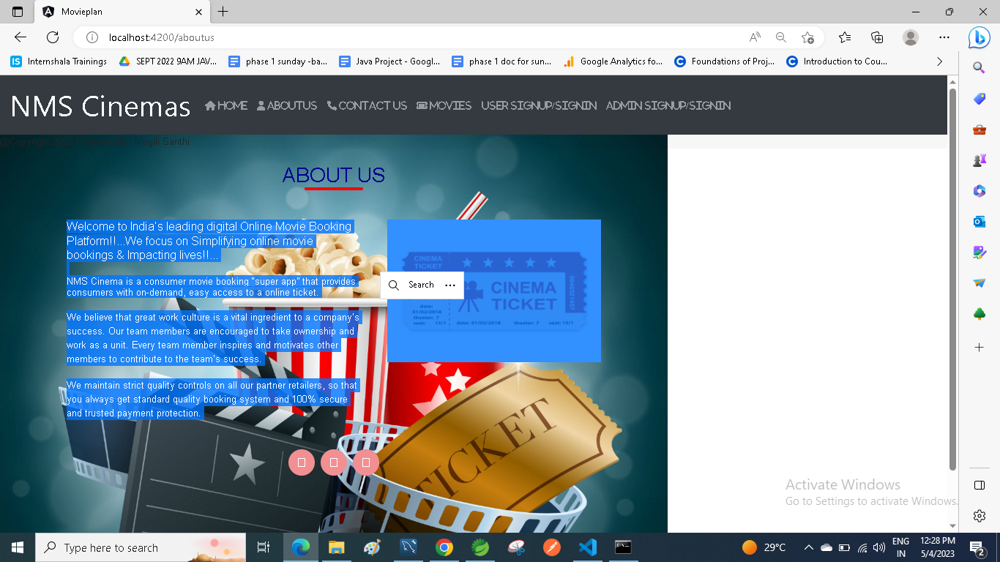 Movieplan
localhost:4200/aboutus
Internshala Trainings
SEPT 2022 9AM JAV...
phase 1 sunday -ba...
Java Project - Googl...
phase 1 doc for sun...
Google Analytics fo...
Foundations of Proj...
Introduction to Cou...
NMS Cinemas HOME ABOUTUS CONTACT US MOVIES USER SIGNUP/SIGNIN ADMIN SIGNUP/SIGNIN
@Copyright Santhi
ABOUT US
Welcome to India's leading digital Online Movie Booking
Platform!!...We focus on Simplifying online movie
bookings & Impacting lives!!...
NMS Cinema is a consumer movie booking "super app" that provides
consumers with on-demand, easy access to a online ticket.
We believe that great work culture is a vital ingredient to a company's
success. Our team members are encouraged to take ownership and
work as a unit. Every team member inspires and motivates other
members to contribute to the team's success.
We maintain strict quality controls on all our partner retailers, so that
you always get standard quality booking system and 100% secure
and trusted payment protection.
CINEMA
TICKET
CINEMA
TICKET
Search
date:
01/02/2018
theater: 7
seat: 15/1
date: 01/02/2018 theater: 7 seat: 15/1
TICKET
Activate Windows
Go to Settings to activate Windows.
Type here to search
29°C
ENG
IN
12:28 PM
5/4/2023
2